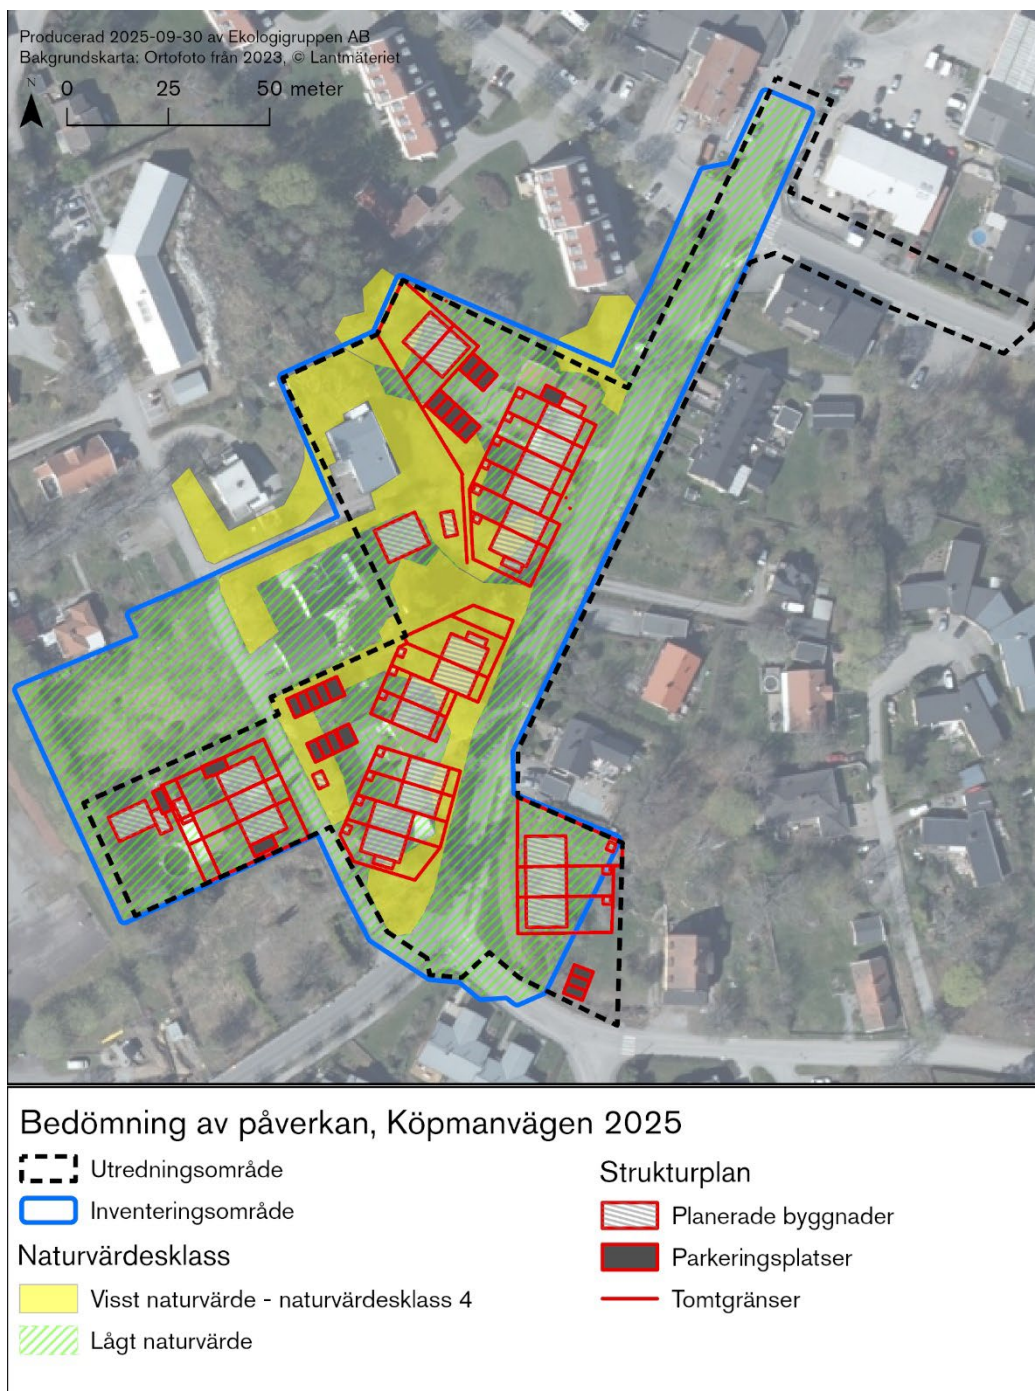 Producerad 2025-09-30 av Ekologigruppen AB
Bakgrundskarta: Ortofoto från 2023, © Lantmäteriet
N
0 25 50 meter
Bedömning av påverkan, Köpmanvägen 2025
Utredningsområde
Inventeringsområde
Naturvärdesklass
Visst naturvärde - naturvärdesklass 4
Lågt naturvärde
Strukturplan
Planerade byggnader
Parkeringsplatser
Tomtgränser